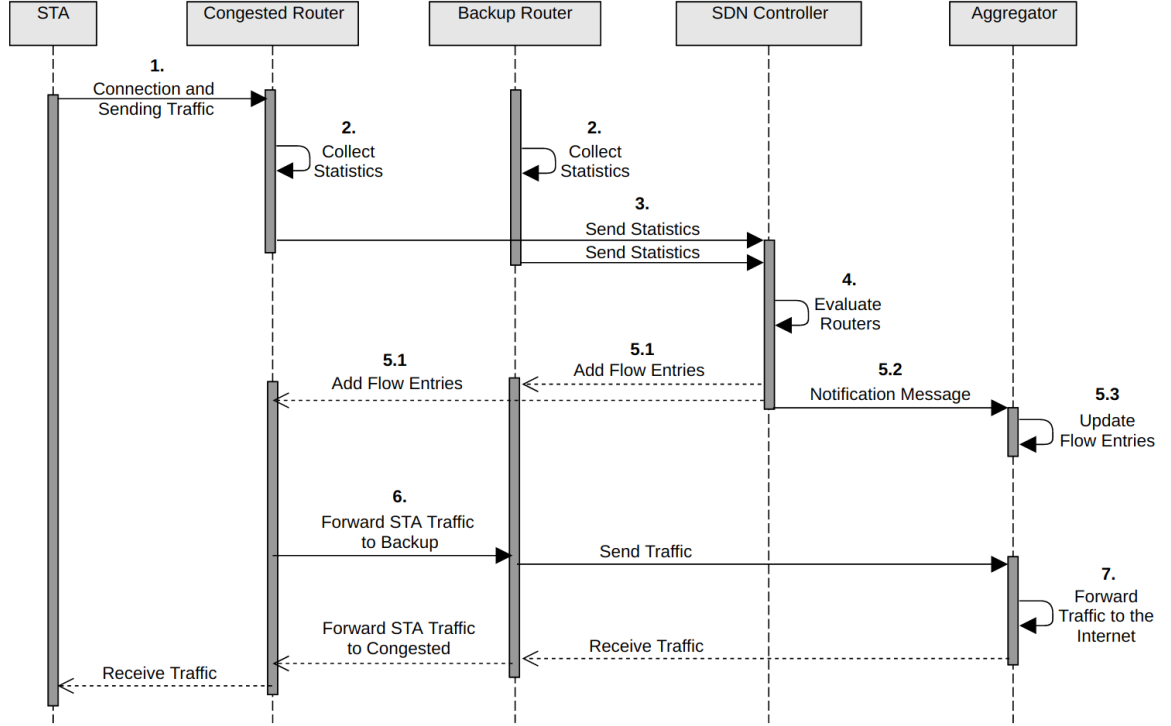 STA
Congested Router
Backup Router
SDN Controller
Aggregator
1.
Connection and
Sending Traffic
2.
Collect
Statistics
2.
Collect
Statistics
3.
Send Statistics
Send Statistics
4.
Evaluate
Routers
5.1
Add Flow Entries
5.1
Add Flow Entries
5.2
Notification Message
5.3
Update
Flow Entries
6.
Forward STA Traffic
to Backup
Send Traffic
7.
Forward
Traffic to the
Internet
Receive Traffic
Forward STA Traffic
to Congested
Receive Traffic